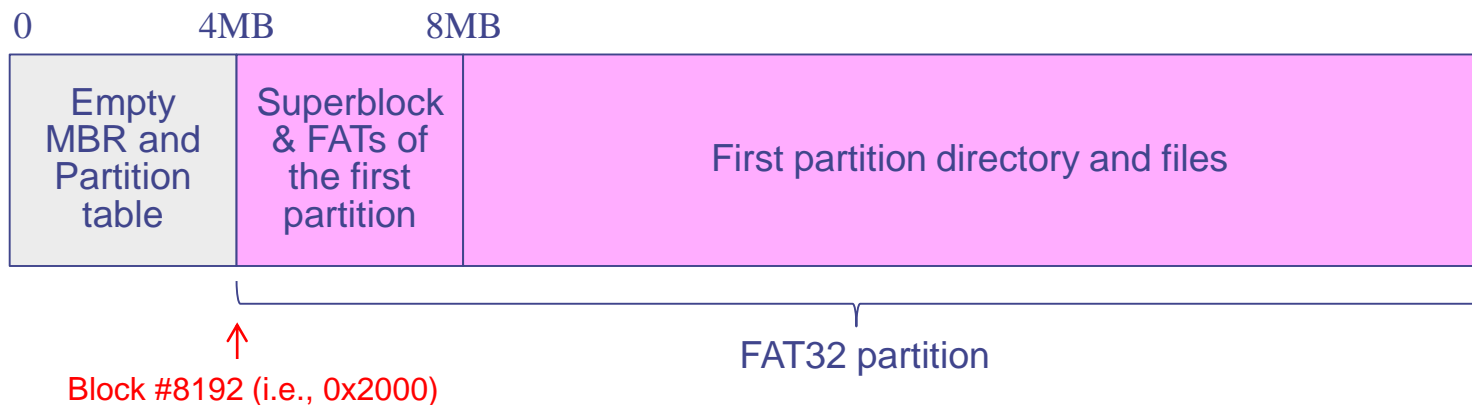 0
4MB
8MB
Empty
MBR and
Partition
table
Superblock
& FATs of
the first
partition
First partition directory and files
FAT32 partition
Block #8192 (i.e., 0x2000)